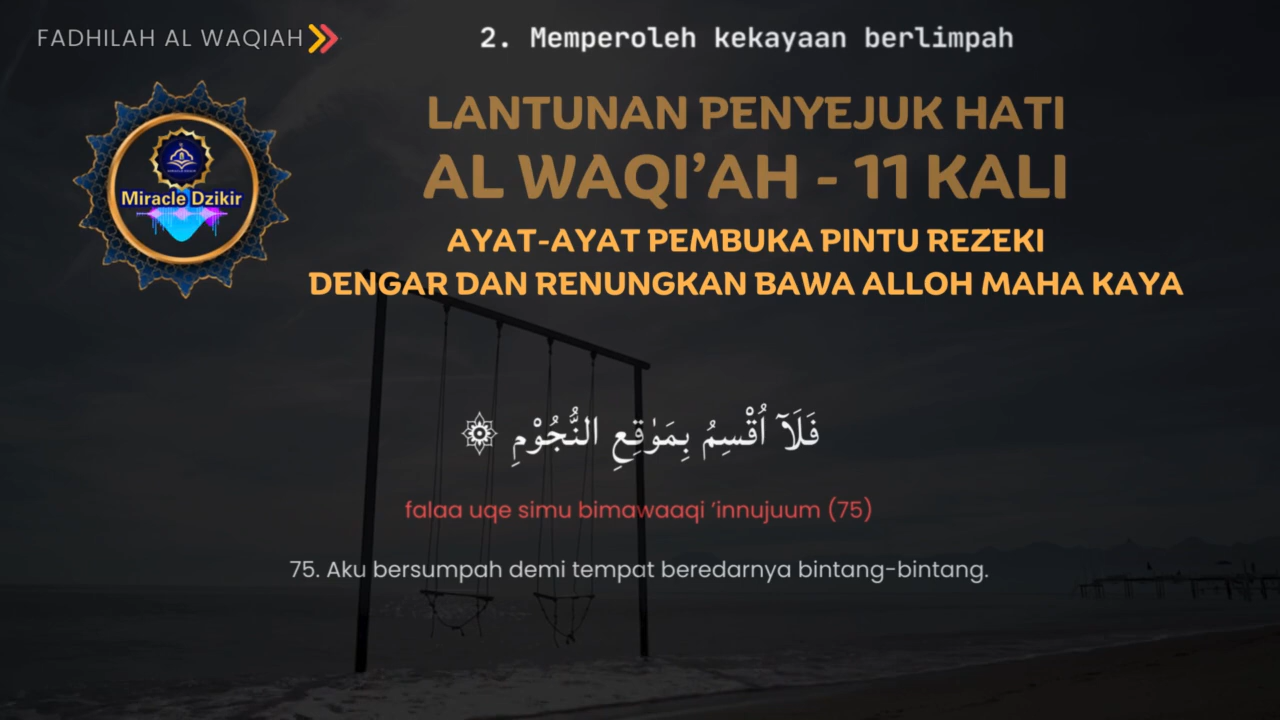 FADHILAH AL WAQIAH
2. Memperoleh kekayaan berlimpah
LANTUNAN PENYEJUK HATI
AL WAQI’AH - 11 KALI
AYAT-AYAT PEMBUKA PINTU REZEKI
DENGAR DAN RENUNGKAN BAWA ALLOH MAHA KAYA
Miracle Dzikir
فَلَآ اُقْسِمُ بِمَوٰقِعِ النُّجُوْمِ ۞
falaa uqe simu bimawaaqi ’innujuum (75)
75. Aku bersumpah demi tempat beredarnya bintang-bintang.